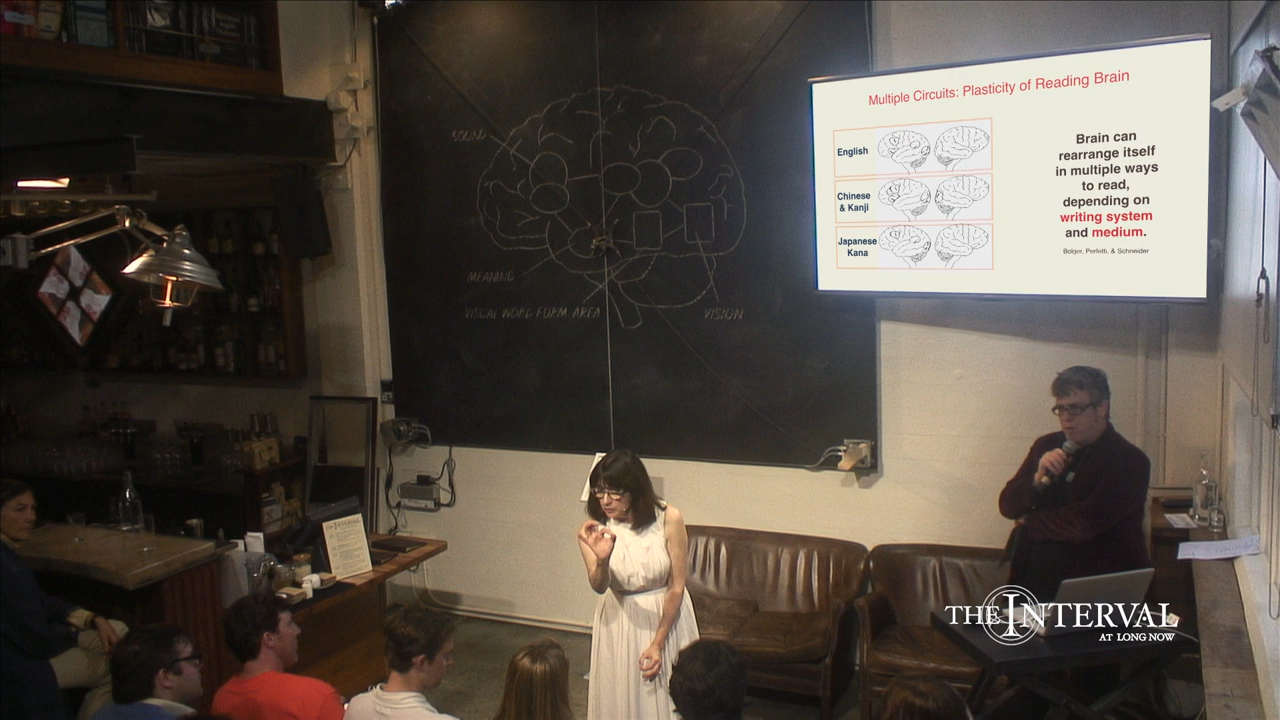 SOUND
MEANING
VISUAL WORD FORM AREA
VISION
Multiple Circuits: Plasticity of Reading Brain
English
Chinese
& Kanji
Japanese
Kana
Brain can
rearrange itself
in multiple ways
to read,
depending on
writing system
and medium.
Bolger, Perfetti, & Schneider
THE INTERVAL
THE INTERVAL
AT LONG NOW